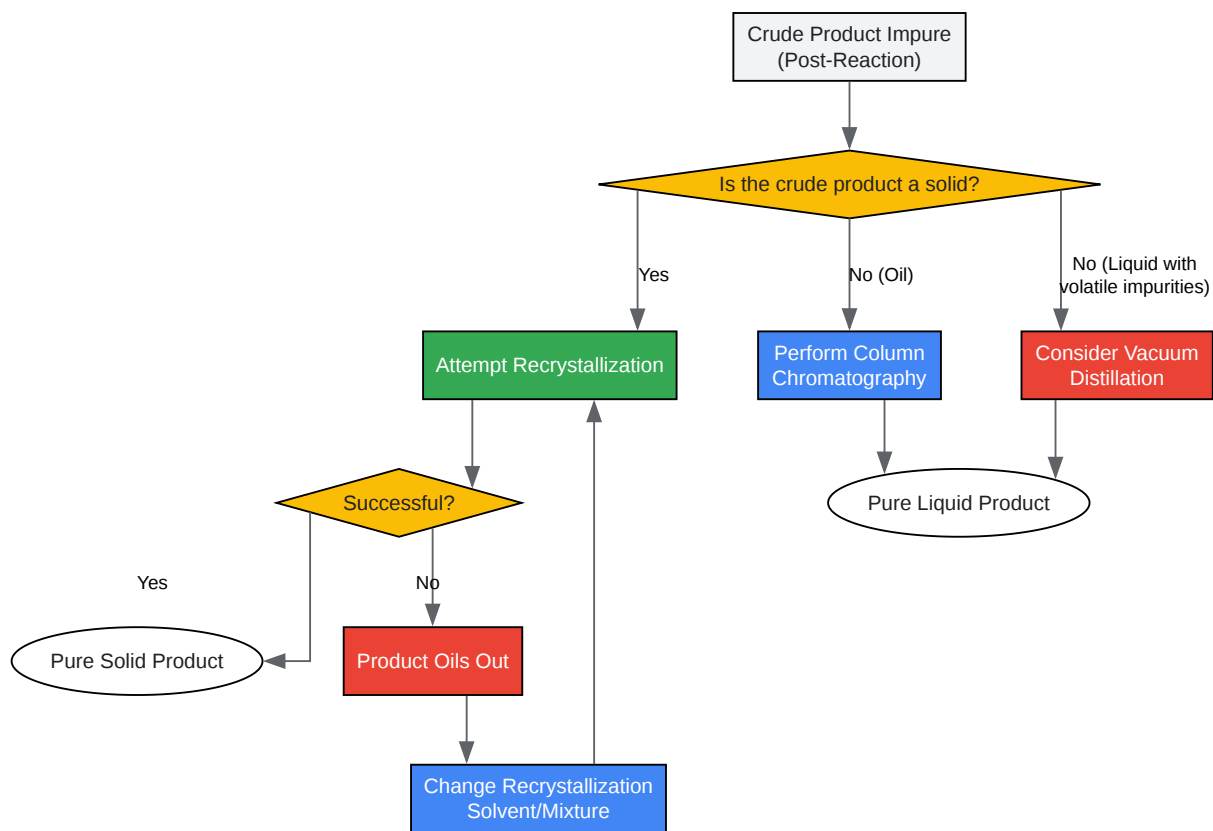 Crude Product Impure
(Post-Reaction)
Is the crude product a solid?
Yes
No (Oil)
No (Liquid with
volatile impurities)
Attempt Recrystallization
Perform Column
Chromatography
Consider Vacuum
Distillation
Successful?
Pure Liquid Product
Yes
No
Pure Solid Product
Product Oils Out
Change Recrystallization
Solvent/Mixture